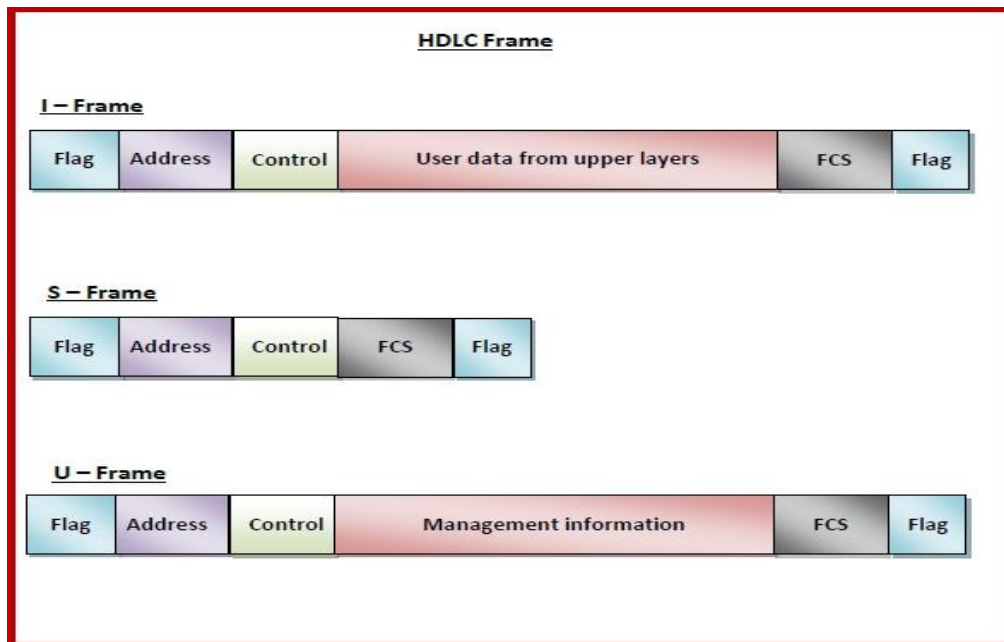 HDLC Frame
I – Frame
Flag Address Control User data from upper layers FCS Flag
S – Frame
Flag Address Control FCS Flag
U – Frame
Flag Address Control Management information FCS Flag